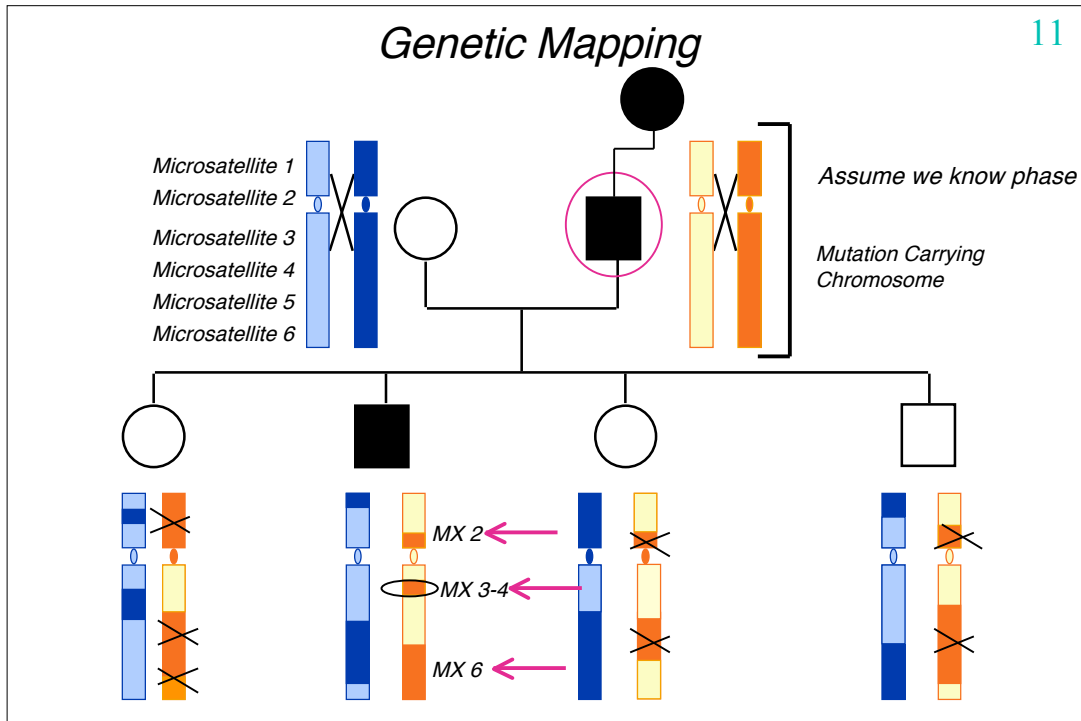 Genetic Mapping
11
Microsatellite 1
Microsatellite 2
Microsatellite 3
Microsatellite 4
Microsatellite 5
Microsatellite 6
Assume we know phase
Mutation Carrying
Chromosome
MX 2
MX 3-4
MX 6